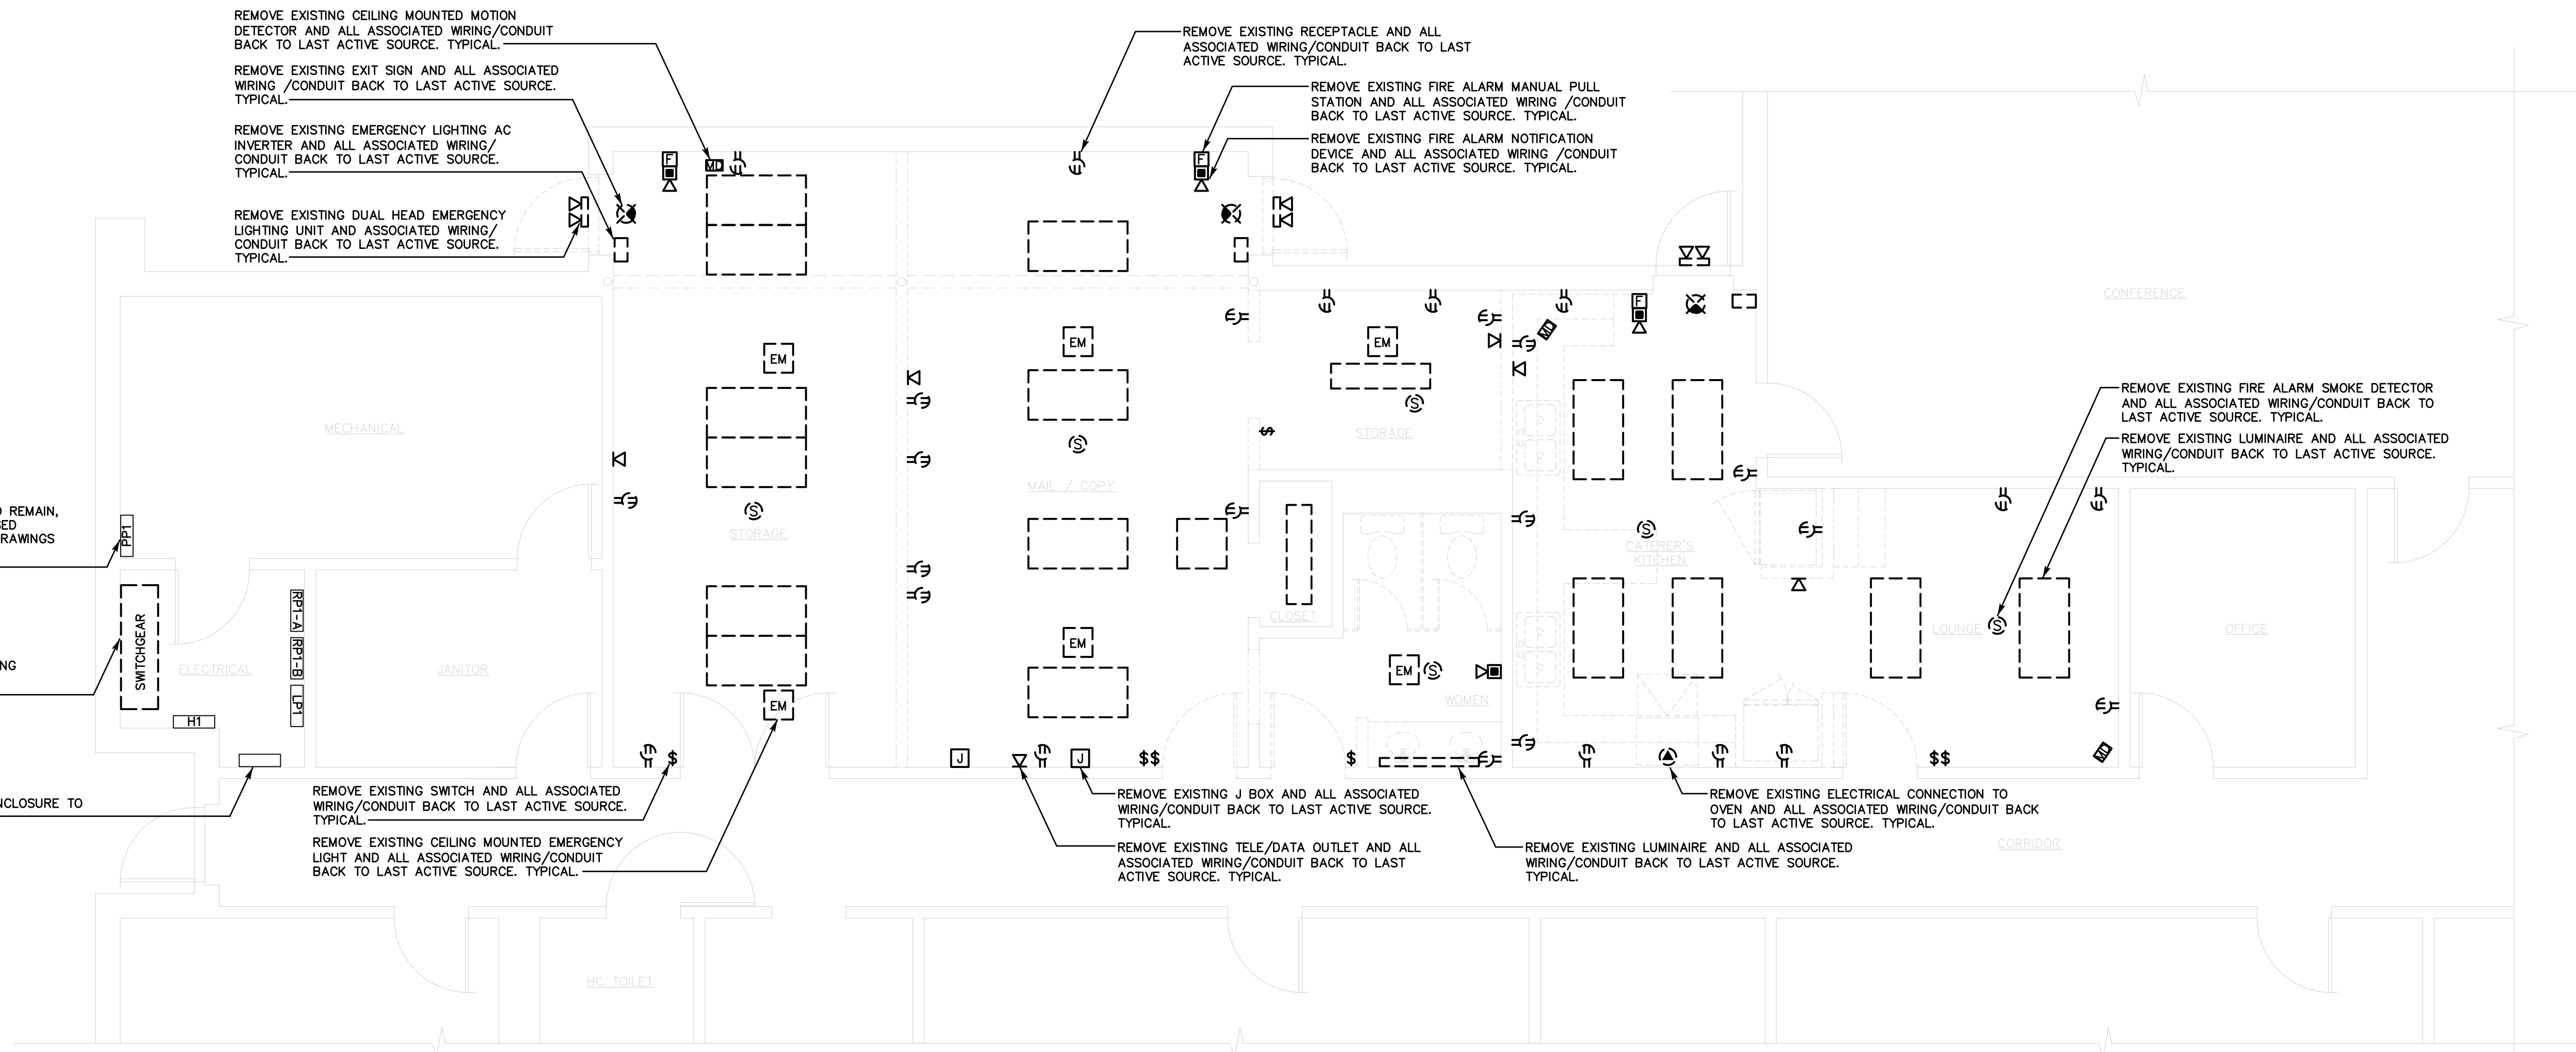 REMOVE EXISTING CEILING MOUNTED MOTION
DETECTOR AND ALL ASSOCIATED WIRING/CONDUIT
BACK TO LAST ACTIVE SOURCE. TYPICAL.
REMOVE EXISTING EXIT SIGN AND ALL ASSOCIATED
WIRING /CONDUIT BACK TO LAST ACTIVE SOURCE.
TYPICAL.
REMOVE EXISTING EMERGENCY LIGHTING AC
INVERTER AND ALL ASSOCIATED WIRING/
CONDUIT BACK TO LAST ACTIVE SOURCE.
TYPICAL.
REMOVE EXISTING DUAL HEAD EMERGENCY
LIGHTING UNIT AND ASSOCIATED WIRING/
CONDUIT BACK TO LAST ACTIVE SOURCE.
TYPICAL.
REMOVE EXISTING RECEPTACLE AND ALL
ASSOCIATED WIRING/CONDUIT BACK TO LAST
ACTIVE SOURCE. TYPICAL.
REMOVE EXISTING FIRE ALARM MANUAL PULL
STATION AND ALL ASSOCIATED WIRING /CONDUIT
BACK TO LAST ACTIVE SOURCE. TYPICAL.
REMOVE EXISTING FIRE ALARM NOTIFICATION
DEVICE AND ALL ASSOCIATED WIRING /CONDUIT
BACK TO LAST ACTIVE SOURCE. TYPICAL.
F
MD
F
F
MD
CONFERENCE
EM
EM
EM
REMOVE EXISTING FIRE ALARM SMOKE DETECTOR
AND ALL ASSOCIATED WIRING/CONDUIT BACK TO
LAST ACTIVE SOURCE. TYPICAL.
REMOVE EXISTING LUMINAIRE AND ALL ASSOCIATED
WIRING/CONDUIT BACK TO LAST ACTIVE SOURCE.
TYPICAL.
MECHANICAL
S
STORAGE
$
S
MAIL / COPY
REMAIN,
RAWINGS
PP1
S
STORAGE
S
CATERER'S
KITCHEN
RP1-A
RP1-B
LP1
SWITCHGEAR
NG
ELECTRICAL
JANITOR
H1
CLOSET
S
LOUNGE
OFFICE
EM
EM
S
WOMEN
EM
MD
$
J
J
$$
$
$$
NCLOSURE TO
REMOVE EXISTING SWITCH AND ALL ASSOCIATED
WIRING/CONDUIT BACK TO LAST ACTIVE SOURCE.
TYPICAL.
REMOVE EXISTING CEILING MOUNTED EMERGENCY
LIGHT AND ALL ASSOCIATED WIRING/CONDUIT
BACK TO LAST ACTIVE SOURCE. TYPICAL.
REMOVE EXISTING J BOX AND ALL ASSOCIATED
WIRING/CONDUIT BACK TO LAST ACTIVE SOURCE.
TYPICAL.
REMOVE EXISTING TELE/DATA OUTLET AND ALL
ASSOCIATED WIRING/CONDUIT BACK TO LAST
ACTIVE SOURCE. TYPICAL.
REMOVE EXISTING ELECTRICAL CONNECTION TO
OVEN AND ALL ASSOCIATED WIRING/CONDUIT BACK
TO LAST ACTIVE SOURCE. TYPICAL.
REMOVE EXISTING LUMINAIRE AND ALL ASSOCIATED
WIRING/CONDUIT BACK TO LAST ACTIVE SOURCE.
TYPICAL.
CORRIDOR
HC TOILET